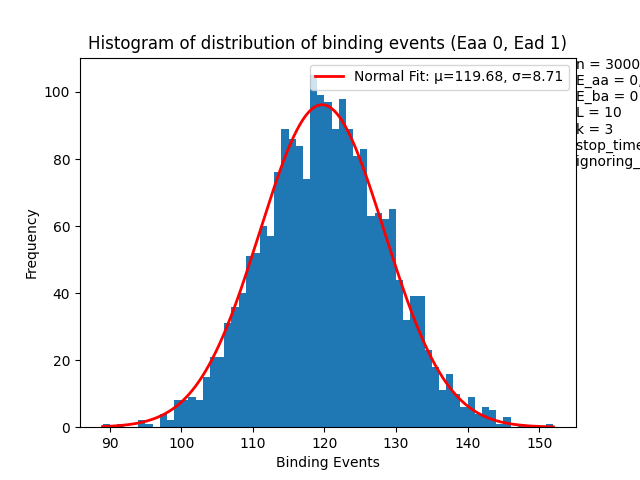 Histogram of distribution of binding events (Eaa 0, Ead 1)
Normal Fit: μ=119.68, σ=8.71
n = 3000
E_aa = 0,
E_ba = 0
L = 10
k = 3
stop_time
ignoring_
Frequency
100
80
60
40
20
0
90 100 110 120 130 140 150
Binding Events